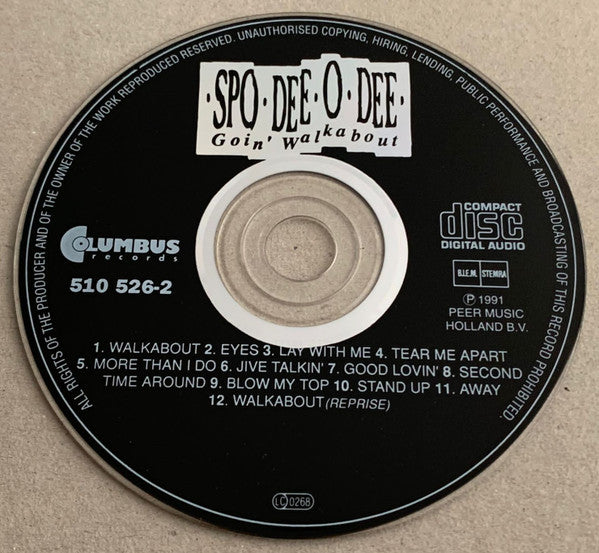 ALL RIGHTS OF THE PRODUCER AND OF THE OWNER OF THE WORK REPRODUCED RESERVED. UNAUTHORISED COPYING, HIRING, LENDING, PUBLIC PERFORMANCE AND BROADCASTING OF THIS RECORD PROHIBITED.
·SPO·DEE·O·DEE·
Goin' Walkabout
COLUMBUS
records
510 526-2
COMPACT
disc
DIGITAL AUDIO
B.I.E.M. STEMRA
Ⓟ 1991
PEER MUSIC
HOLLAND B.V.
1. WALKABOUT 2. EYES 3. LAY WITH ME 4. TEAR ME APART
5. MORE THAN I DO 6. JIVE TALKIN' 7. GOOD LOVIN' 8. SECOND
TIME AROUND 9. BLOW MY TOP 10. STAND UP 11. AWAY
12. WALKABOUT (REPRISE)
LC 0268